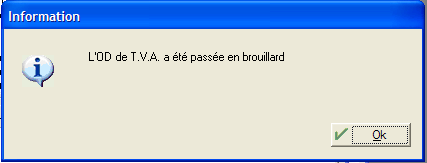 Information
L'OD de T.V.A. a été passée en brouillard
Ok